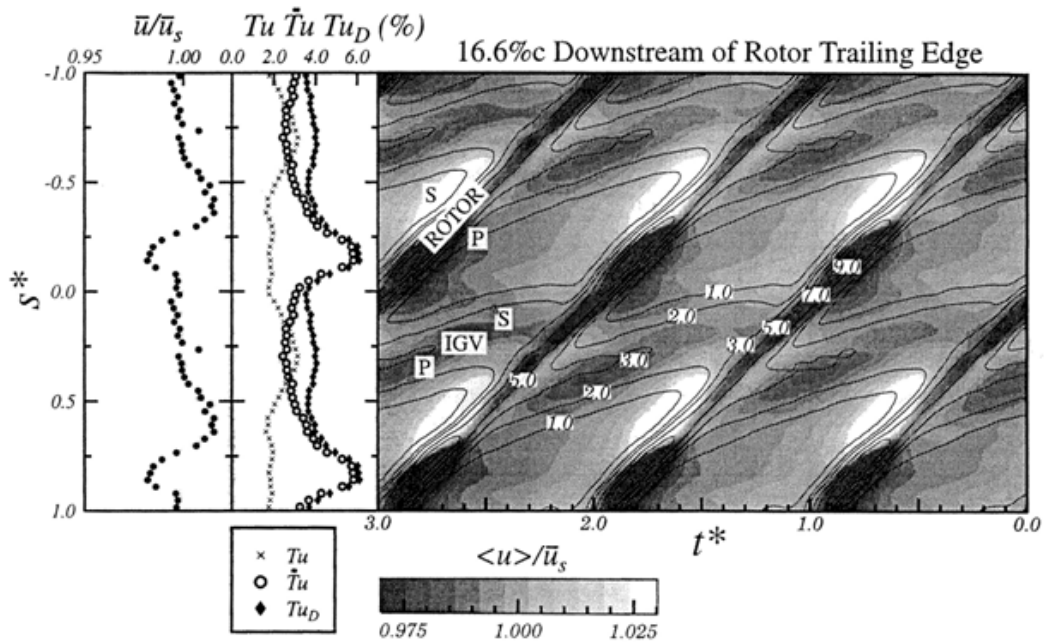 ū/ūₛ Tu T̃u Tu_D (%)
16.6%c Downstream of Rotor Trailing Edge
0.95 1.00 0.0 2.0 4.0 6.0
-1.0
-0.5
0.0
0.5
1.0
s*
S
ROTOR
P
S
IGV
P
9.0
1.0
7.0
2.0
5.0
3.0
3.0
5.0
2.0
1.0
3.0 2.0 1.0 0.0
t*
× Tu
T̃u
Tu_D
<u>/ūₛ
0.975 1.000 1.025